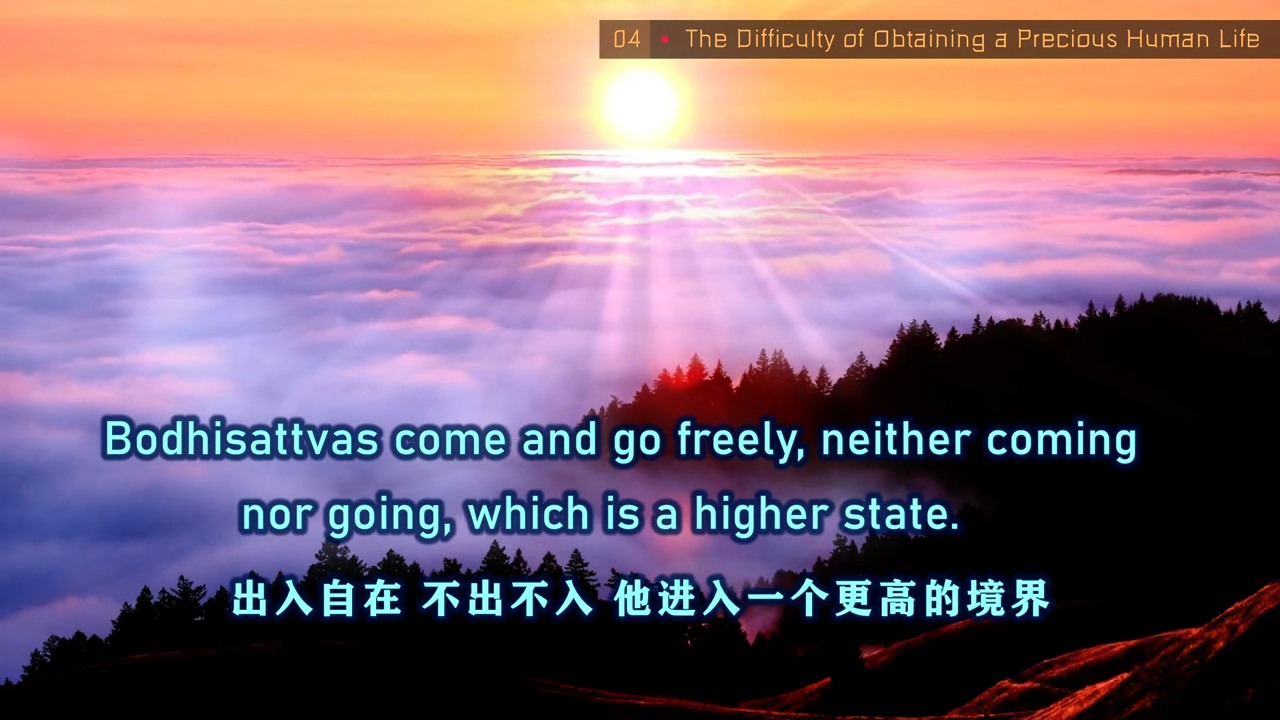 04 • The Difficulty of Obtaining a Precious Human Life
Bodhisattvas come and go freely, neither coming
nor going, which is a higher state.
出入自在 不出不入 他进入一个更高的境界